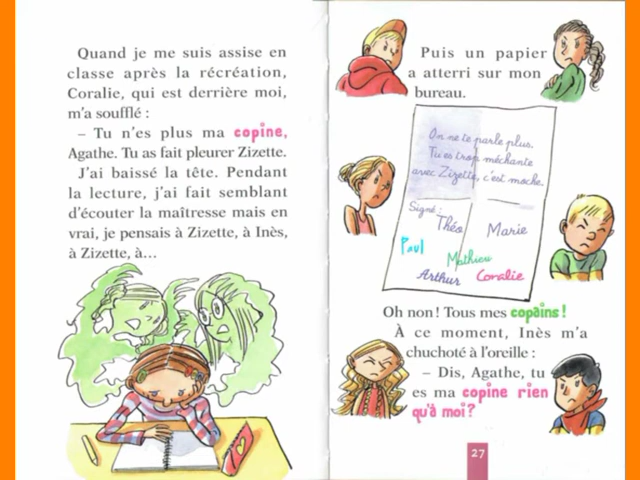 Quand je me suis assise en
classe après la récréation,
Coralie, qui est derrière moi,
m'a soufflé :
– Tu n'es plus ma copine,
Agathe. Tu as fait pleurer Zizette.
J'ai baissé la tête. Pendant
la lecture, j'ai fait semblant
d'écouter la maîtresse mais en
vrai, je pensais à Zizette, à Inès,
à Zizette, à…
Puis un papier
a atterri sur mon
bureau.
On ne te parle plus.
Tu es trop méchante
avec Zizette, c'est moche.
Signé :
Théo
Marie
Paul
Mathieu
Arthur
Coralie
Oh non ! Tous mes copains !
À ce moment, Inès m'a
chuchoté à l'oreille :
– Dis, Agathe, tu
es ma copine rien
qu'à moi ?
27